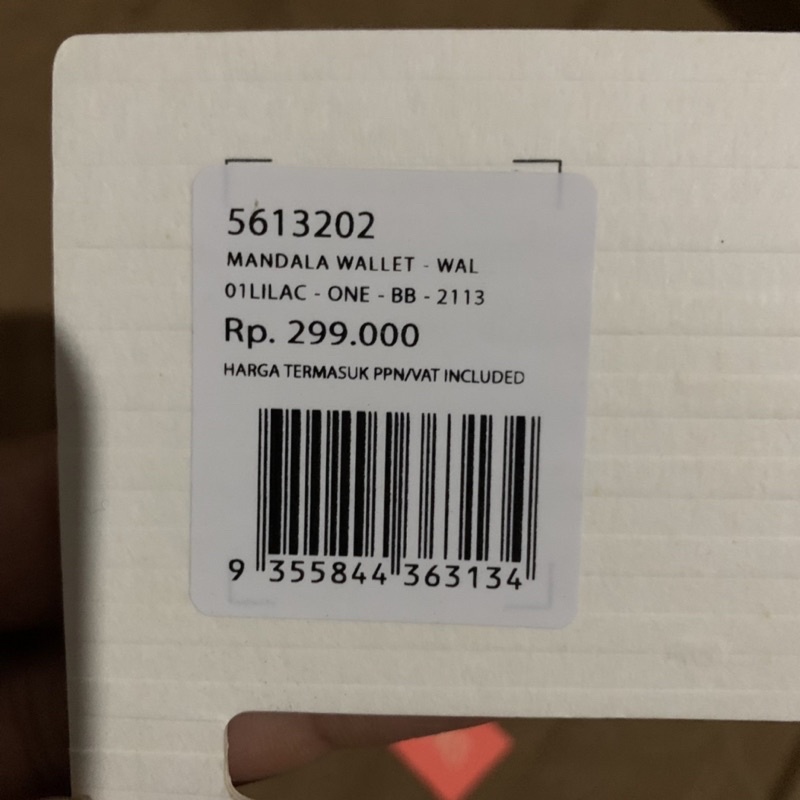 5613202
MANDALA WALLET - WAL
01LILAC - ONE - BB - 2113
Rp. 299.000
HARGA TERMASUK PPN/VAT INCLUDED
9 355844 363134